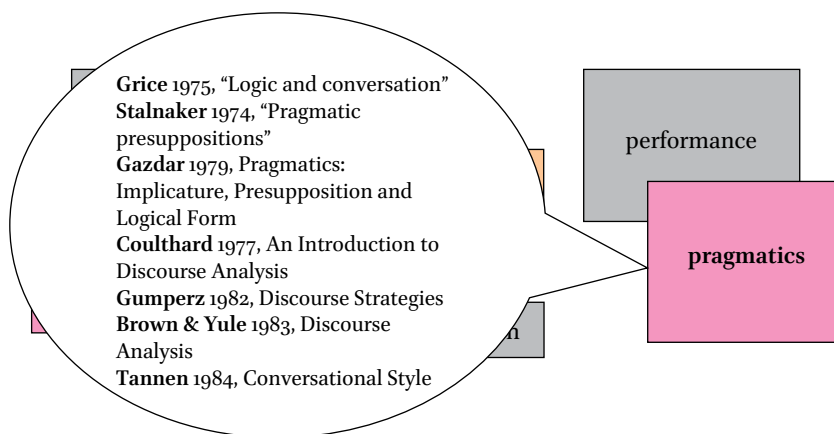 Grice 1975, “Logic and conversation”
Stalnaker 1974, “Pragmatic
presuppositions”
Gazdar 1979, Pragmatics:
Implicature, Presupposition and
Logical Form
Coulthard 1977, An Introduction to
Discourse Analysis
Gumperz 1982, Discourse Strategies
Brown & Yule 1983, Discourse
Analysis
Tannen 1984, Conversational Style
performance
pragmatics